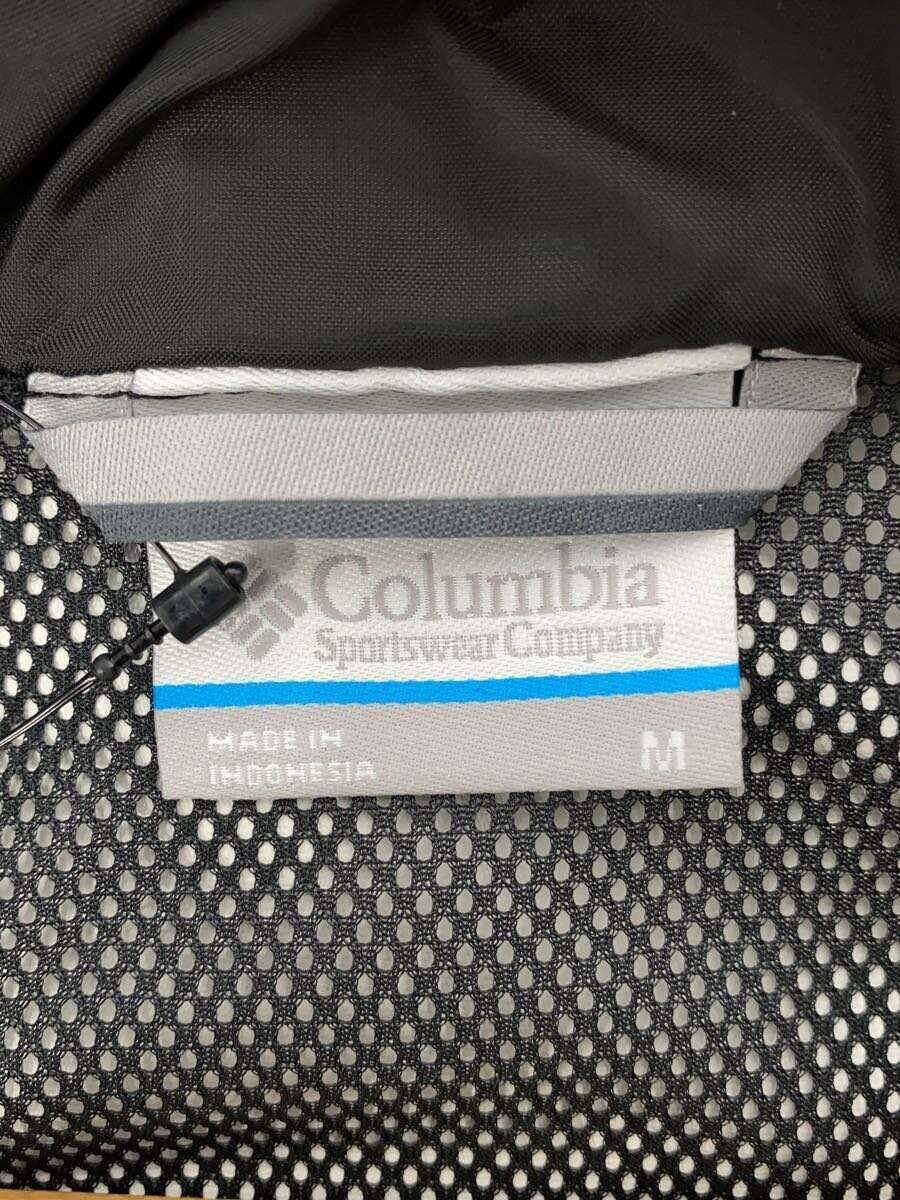 Columbia
Sportswear Company
MADE IN
INDONESIA
M